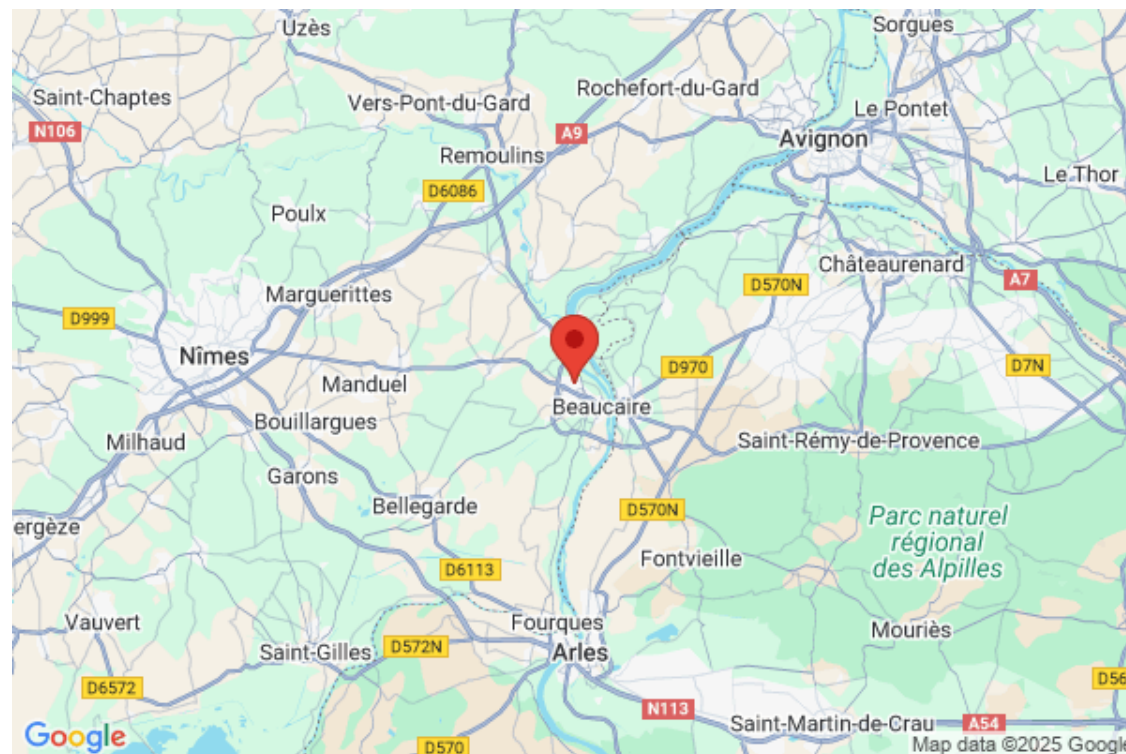 Uzès
Sorgues
Saint-Chaptes
Vers-Pont-du-Gard
Rochefort-du-Gard
Le Pontet
N106
A9
Avignon
Remoulins
Le Thor
D6086
Poulx
Châteaurenard
A7
Marguerittes
D570N
D999
Nîmes
Manduel
D970
D7N
Beaucaire
Bouillargues
Milhaud
Saint-Rémy-de-Provence
Garons
Bellegarde
D570N
ergèze
Parc naturel
régional
des Alpilles
Fontvieille
D6113
Vauvert
Fourques
Mouriès
Saint-Gilles
D572N
Arles
D6572
D56
N113
Saint-Martin-de-Crau
A54
Google
D570
Map data ©2025 Google